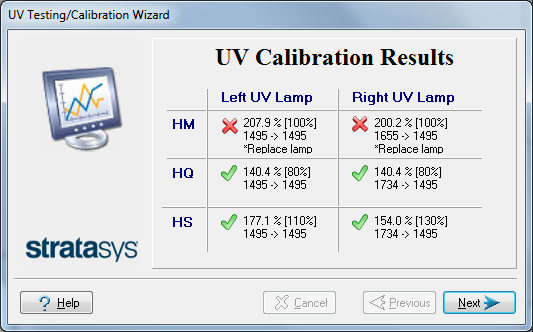 UV Testing/Calibration Wizard
UV Calibration Results
Left UV Lamp Right UV Lamp
HM 207.9 % [100%] 200.2 % [100%]
1495 -> 1495 1655 -> 1495
*Replace lamp *Replace lamp
HQ 140.4 % [80%] 140.4 % [80%]
1495 -> 1495 1734 -> 1495
HS 177.1 % [110%] 154.0 % [130%]
1495 -> 1495 1734 -> 1495
stratasys
? Help Cancel Previous Next